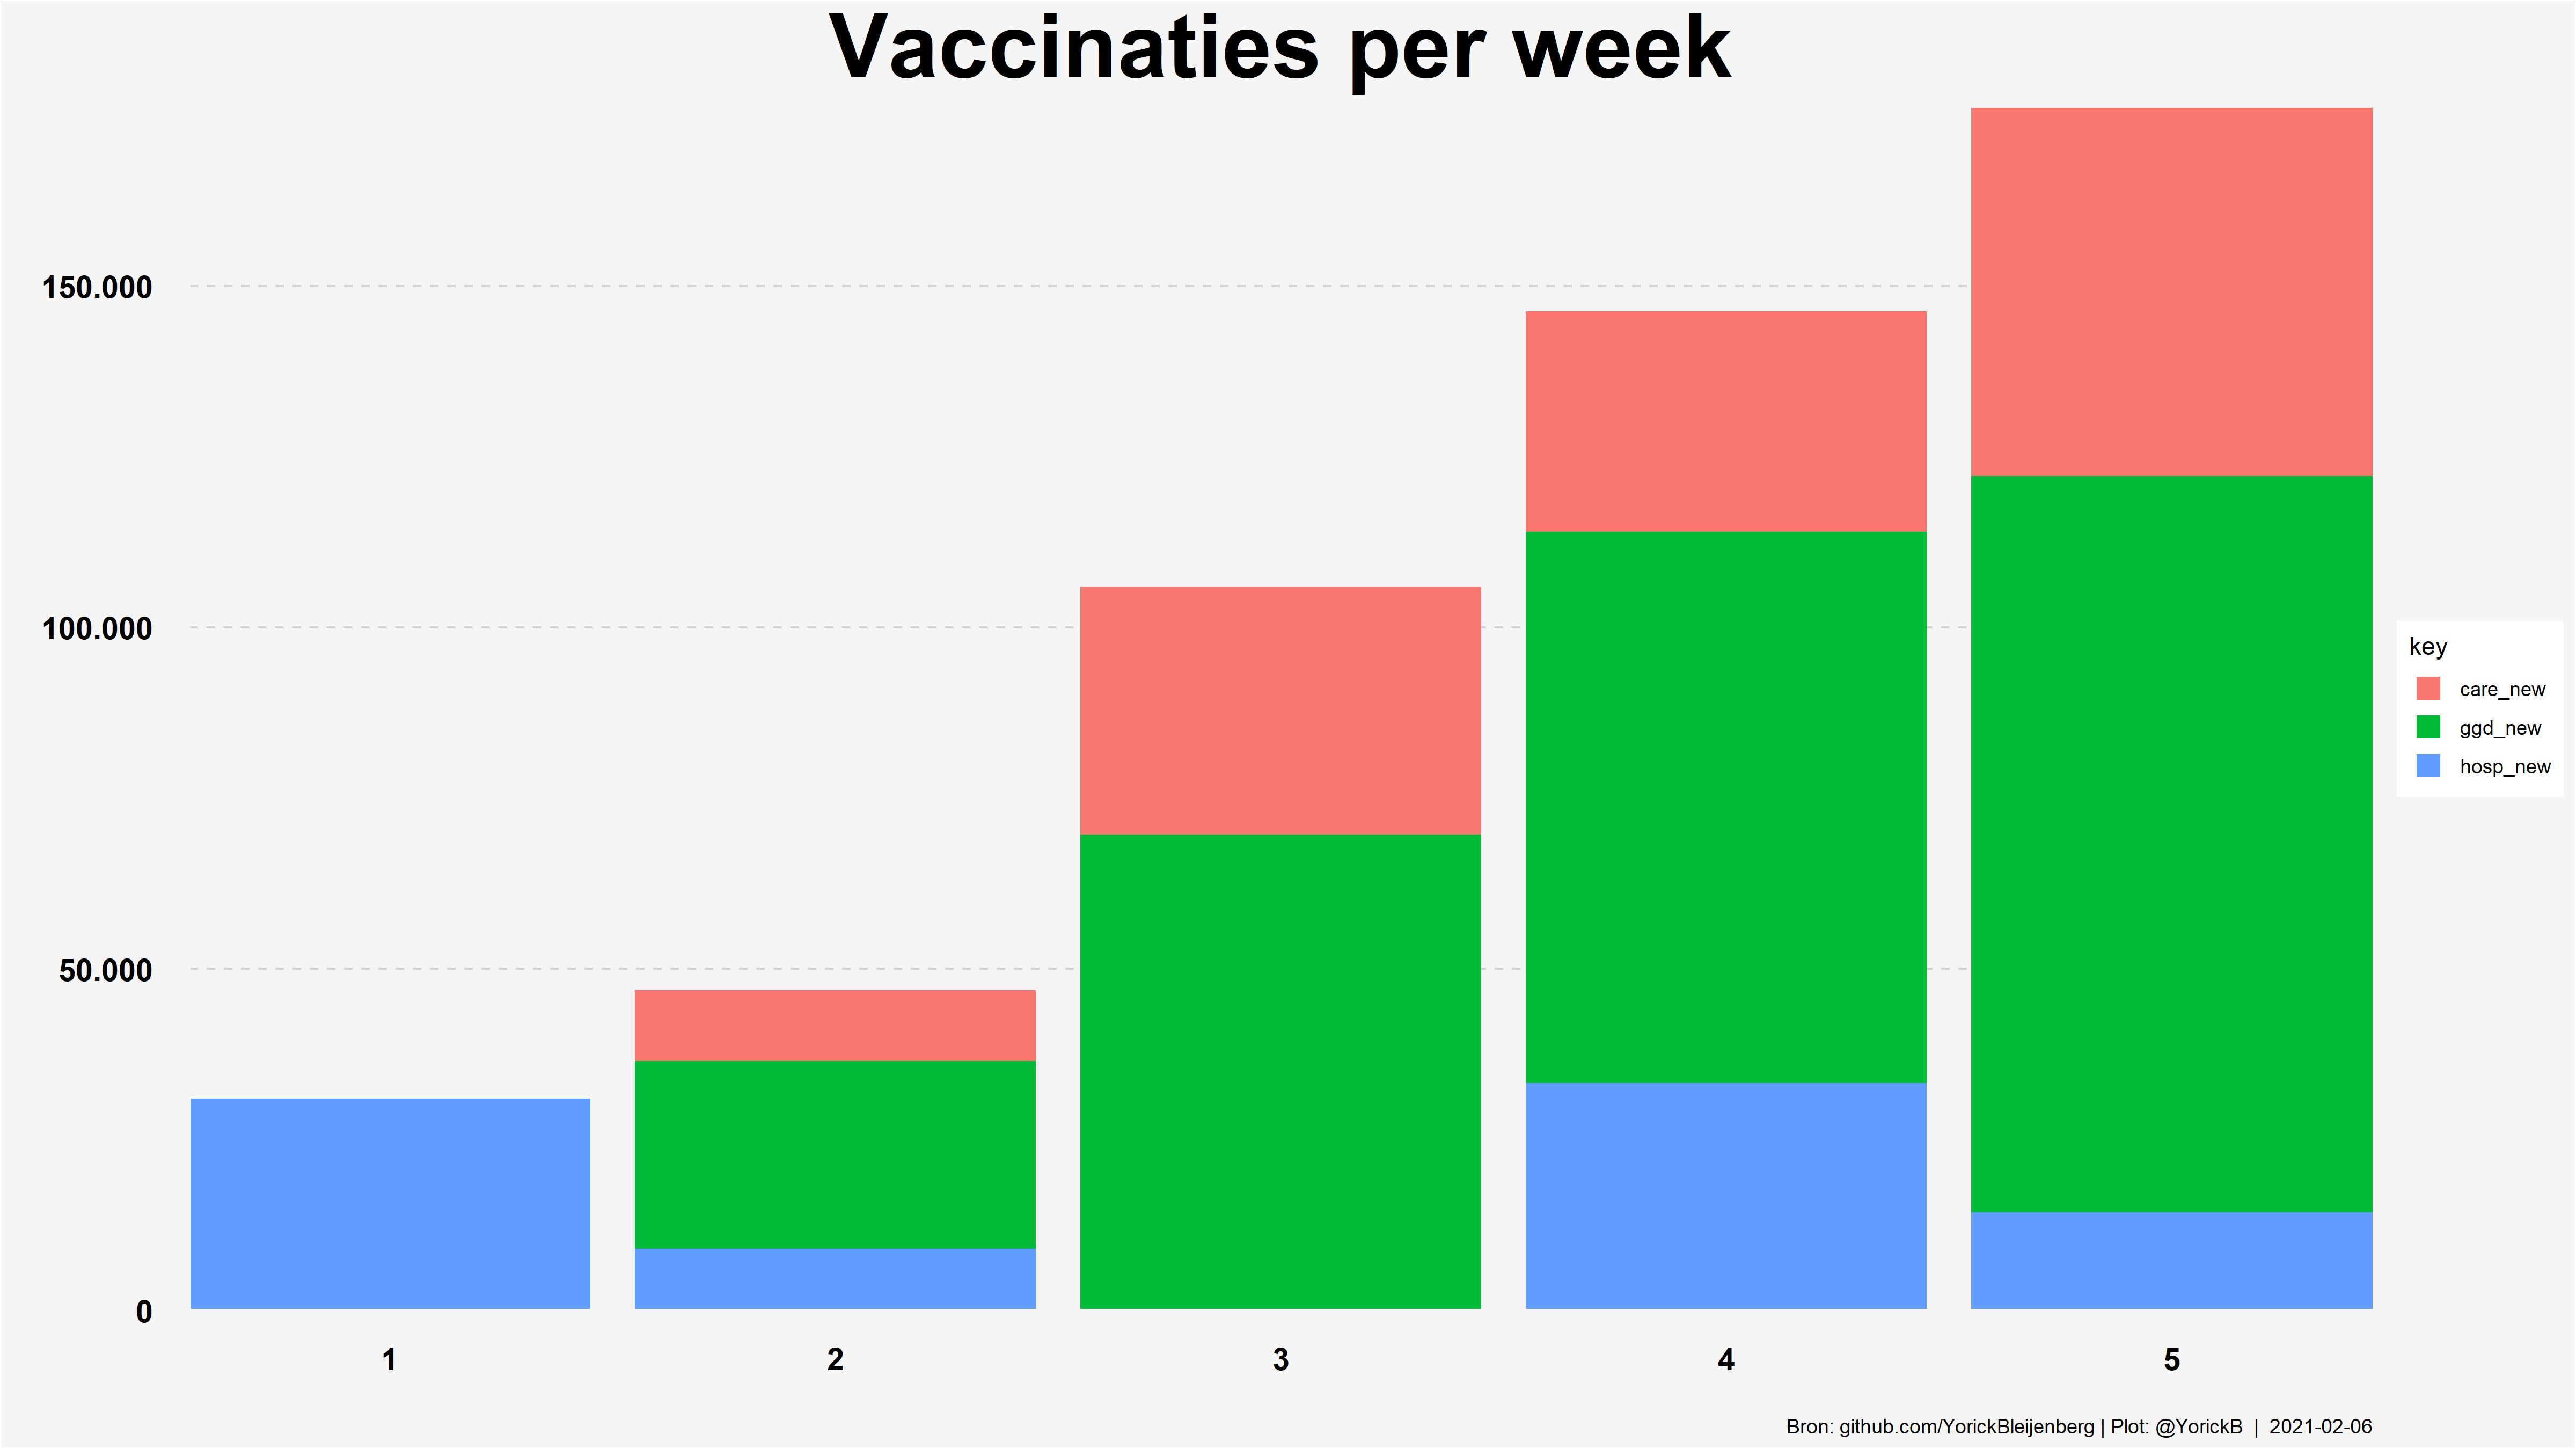 Vaccinaties per week
150.000
100.000
50.000
0
1 2 3 4 5
key
care_new
ggd_new
hosp_new
Bron: github.com/YorickBleijenberg | Plot: @YorickB | 2021-02-06